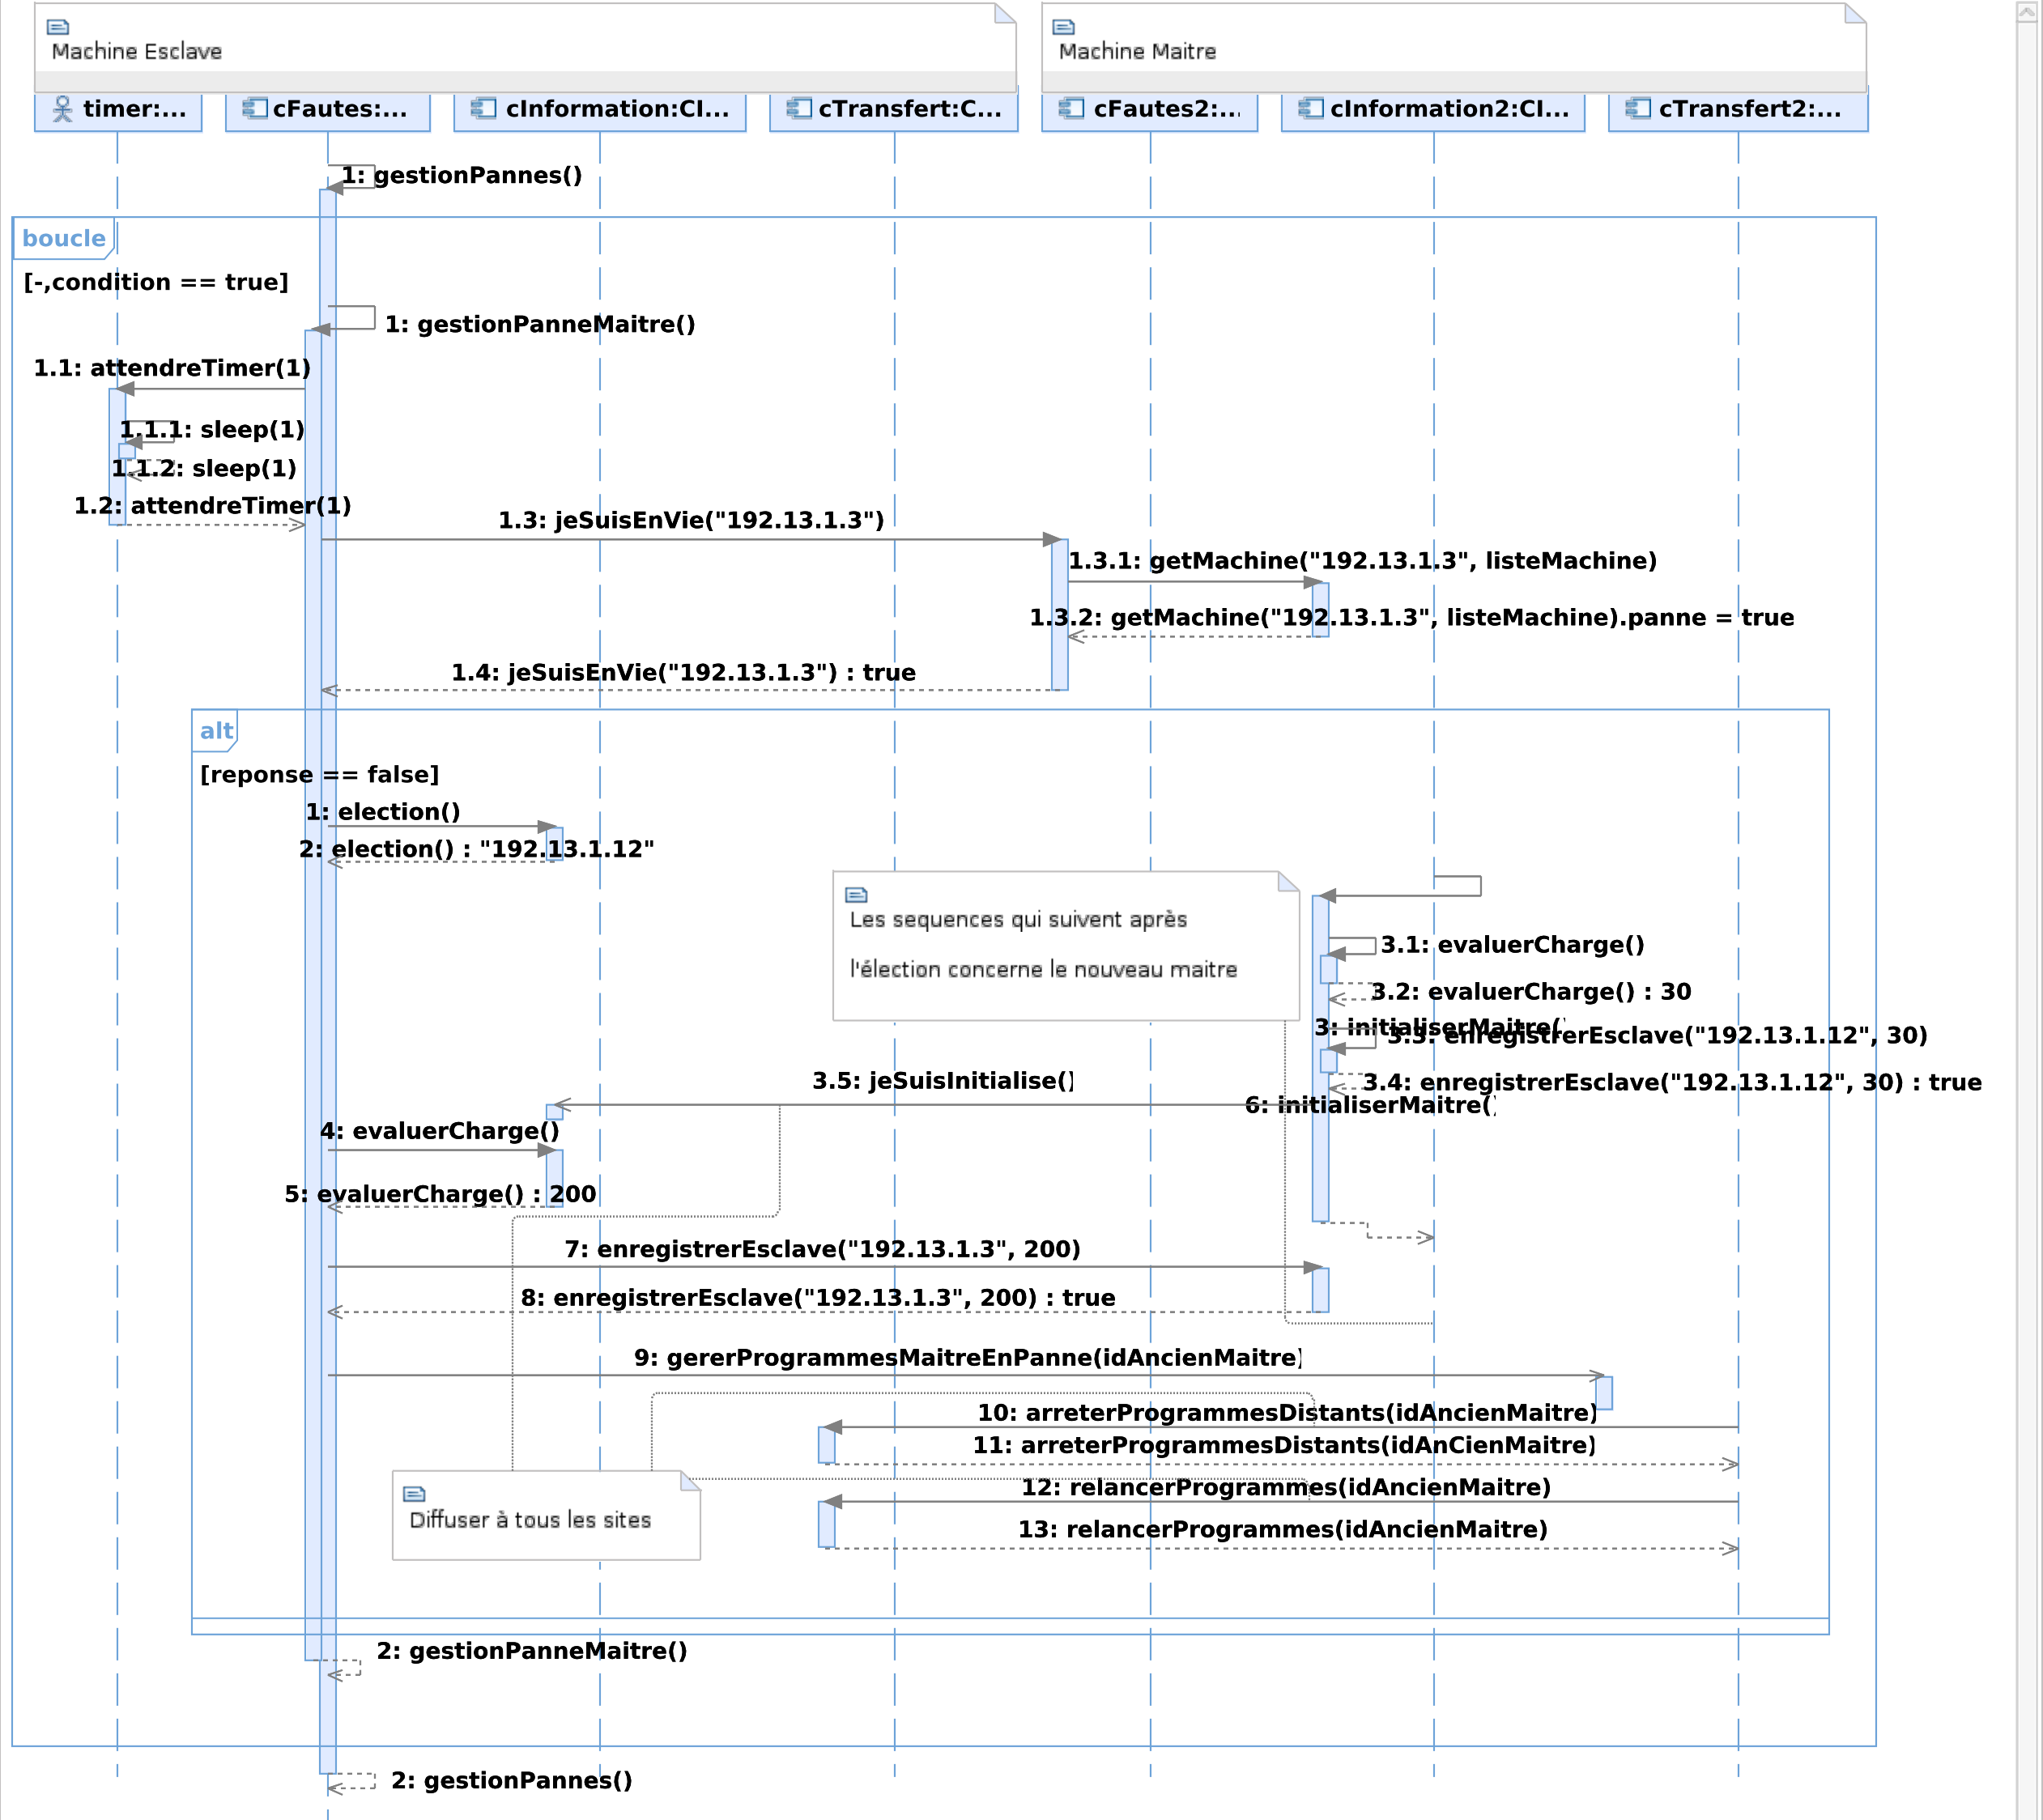 Machine Esclave
Machine Maitre
timer:...
cFautes:...
cInformation:CI...
cTransfert:C...
cFautes2:...
cInformation2:CI...
cTransfert2:...
1: gestionPannes()
boucle
[-,condition == true]
1: gestionPanneMaitre()
1.1: attendreTimer(1)
1.1.1: sleep(1)
1.1.2: sleep(1)
1.2: attendreTimer(1)
1.3: jeSuisEnVie("192.13.1.3")
1.3.1: getMachine("192.13.1.3", listeMachine)
1.3.2: getMachine("192.13.1.3", listeMachine).panne = true
1.4: jeSuisEnVie("192.13.1.3") : true
alt
[reponse == false]
1: election()
2: election() : "192.13.1.12"
Les sequences qui suivent après
l'élection concerne le nouveau maitre
3.1: evaluerCharge()
3.2: evaluerCharge() : 30
3: initialiserMaitre()
3.3: enregistrerEsclave("192.13.1.12", 30)
3.4: enregistrerEsclave("192.13.1.12", 30) : true
3.5: jeSuisInitialise()
6: initialiserMaitre()
4: evaluerCharge()
5: evaluerCharge() : 200
7: enregistrerEsclave("192.13.1.3", 200)
8: enregistrerEsclave("192.13.1.3", 200) : true
9: gererProgrammesMaitreEnPanne(idAncienMaitre)
10: arreterProgrammesDistants(idAncienMaitre)
11: arreterProgrammesDistants(idAnCienMaitre)
12: relancerProgrammes(idAncienMaitre)
Diffuser à tous les sites
13: relancerProgrammes(idAncienMaitre)
2: gestionPanneMaitre()
2: gestionPannes()